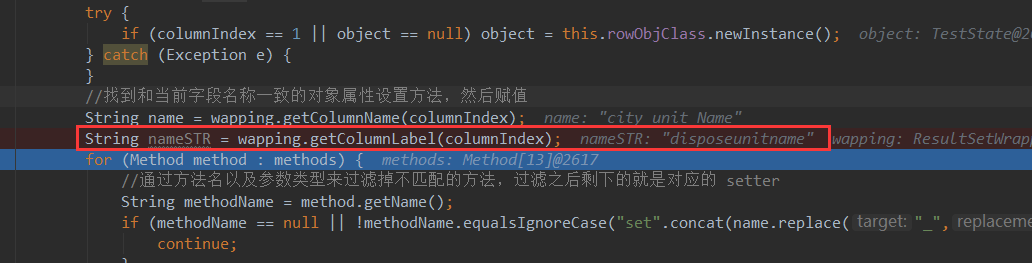 try {
if (columnIndex == 1 || object == null) object = this.rowObjClass.newInstance(); object: TestState@26
} catch (Exception e) {
}
//找到和当前字段名称一致的对象属性设置方法，然后赋值
String name = wapping.getColumnName(columnIndex); name: "city unit Name"
String nameSTR = wapping.getColumnLabel(columnIndex); nameSTR: "disposeunitname" wapping: ResultSetWrapp
for (Method method : methods) { methods: Method[13]@2617
//通过方法名以及参数类型来过滤掉不匹配的方法，过滤之后剩下的就是对应的 setter
String methodName = method.getName();
if (methodName == null || !methodName.equalsIgnoreCase("set".concat(name.replace( target: "_", replaceme
continue;